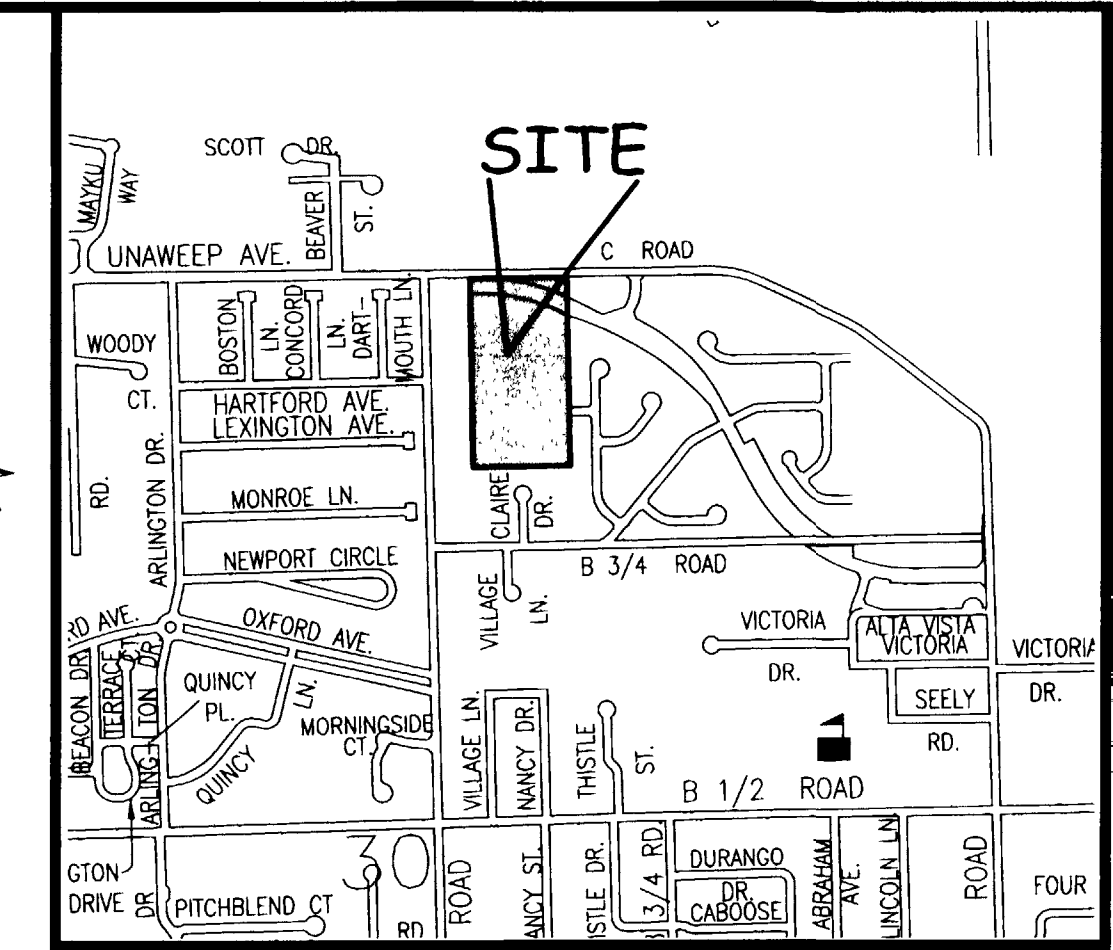 SCOTT DR.
SITE
MAYKU
WAY
BEAVER
ST.
UNAWEEP AVE.
C ROAD
BOSTON
LN.
CONCORD
LN.
DART-
MOUTH LN.
WOODY
CT.
HARTFORD AVE.
LEXINGTON AVE.
ARLINGTON DR.
RD.
MONROE LN.
CLAIRE
DR.
NEWPORT CIRCLE
B 3/4 ROAD
VILLAGE
LN.
RD AVE.
OXFORD AVE.
VICTORIA
DR.
ALTA VISTA
VICTORIA
VICTORIA
DR.
BEACON DR.
TERRACE
CT.
ARLING-TON DR.
QUINCY
PL.
LN.
QUINCY
MORNINGSIDE
CT.
VILLAGE LN.
NANCY DR.
THISTLE
ST.
SEELY
RD.
B 1/2 ROAD
GTON
DRIVE
DR
PITCHBLEND CT
30
RD
ROAD
ANCY ST.
ISTLE DR.
3/4 RD.
DURANGO
DR.
CABOOSE
ABRAHAM
AVE.
LINCOLN LN.
ROAD
FOUR